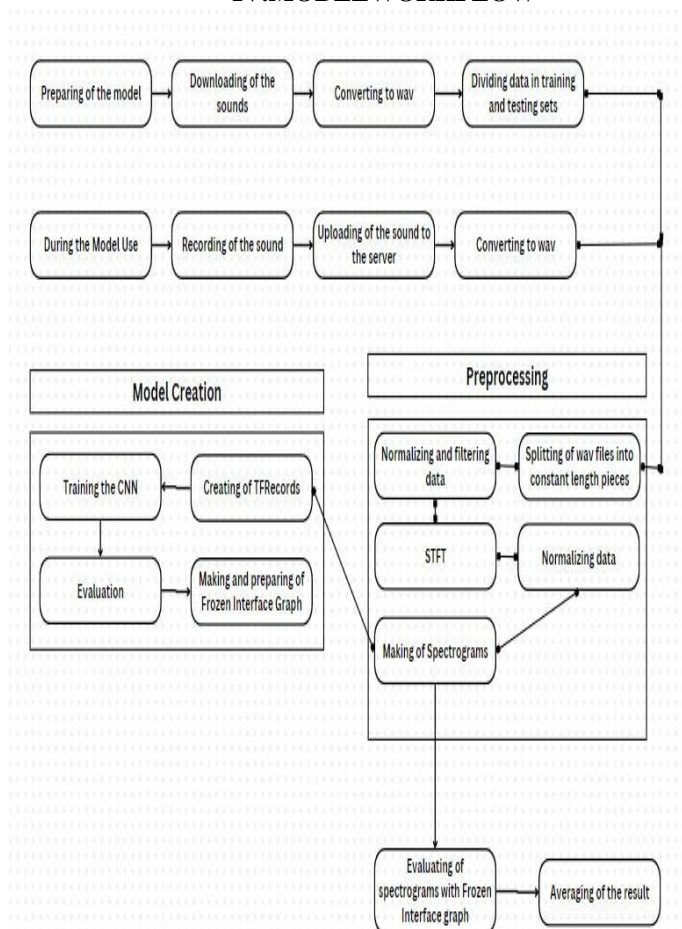 Preparing of the model
Downloading of the
sounds
Converting to wav
Dividing data in training
and testing sets
During the Model Use
Recording of the sound
Uploading of the sound to
the server
Converting to wav
Model Creation
Training the CNN
Creating of TFRecords
Evaluation
Making and preparing of
Frozen Interface Graph
Preprocessing
Normalizing and filtering
data
Splitting of wav files into
constant length pieces
STFT
Normalizing data
Making of Spectrograms
Evaluating of
spectrograms with Frozen
Interface graph
Averaging of the result